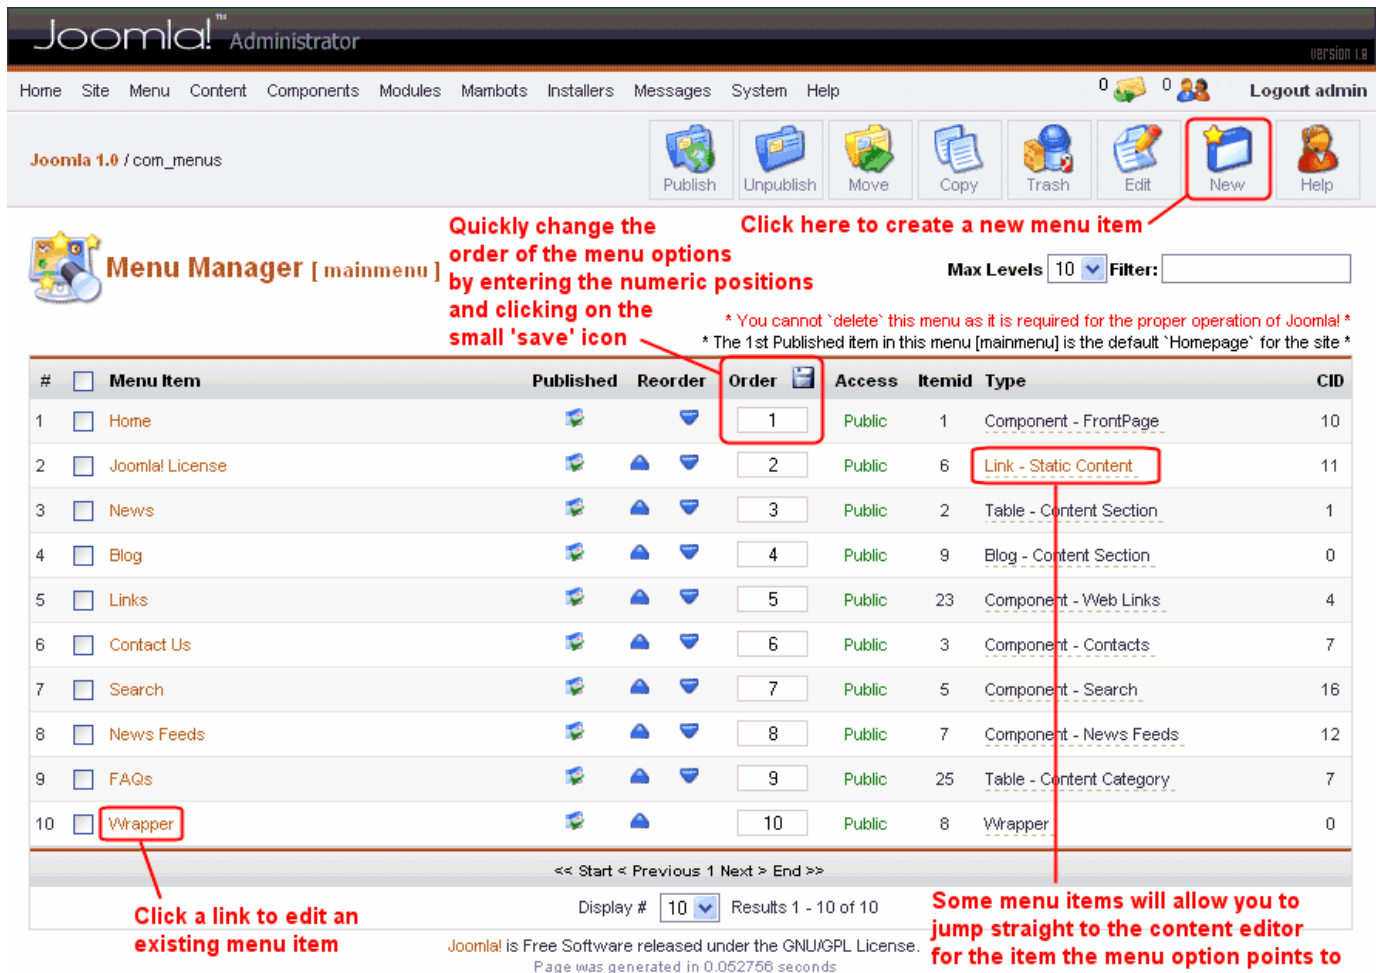 Joomla!™ Administrator
version 1.0
Home Site Menu Content Components Modules Mambots Installers Messages System Help 0 0 Logout admin
Joomla 1.0 / com_menus
Publish Unpublish Move Copy Trash Edit New Help
Click here to create a new menu item
Quickly change the
order of the menu options
by entering the numeric positions
and clicking on the
small 'save' icon
Menu Manager [ mainmenu ]
Max Levels 10 Filter:
* You cannot `delete` this menu as it is required for the proper operation of Joomla! *
* The 1st Published item in this menu [mainmenu] is the default `Homepage` for the site *
# Menu Item Published Reorder Order Access Itemid Type CID
1 Home 1 Public 1 Component - FrontPage 10
2 Joomla! License 2 Public 6 Link - Static Content 11
3 News 3 Public 2 Table - Content Section 1
4 Blog 4 Public 9 Blog - Content Section 0
5 Links 5 Public 23 Component - Web Links 4
6 Contact Us 6 Public 3 Component - Contacts 7
7 Search 7 Public 5 Component - Search 16
8 News Feeds 8 Public 7 Component - News Feeds 12
9 FAQs 9 Public 25 Table - Content Category 7
10 Wrapper 10 Public 8 Wrapper 0
<< Start < Previous 1 Next > End >>
Display # 10 Results 1 - 10 of 10
Click a link to edit an
existing menu item
Some menu items will allow you to
jump straight to the content editor
for the item the menu option points to
Joomla! is Free Software released under the GNU/GPL License.
Page was generated in 0.052756 seconds